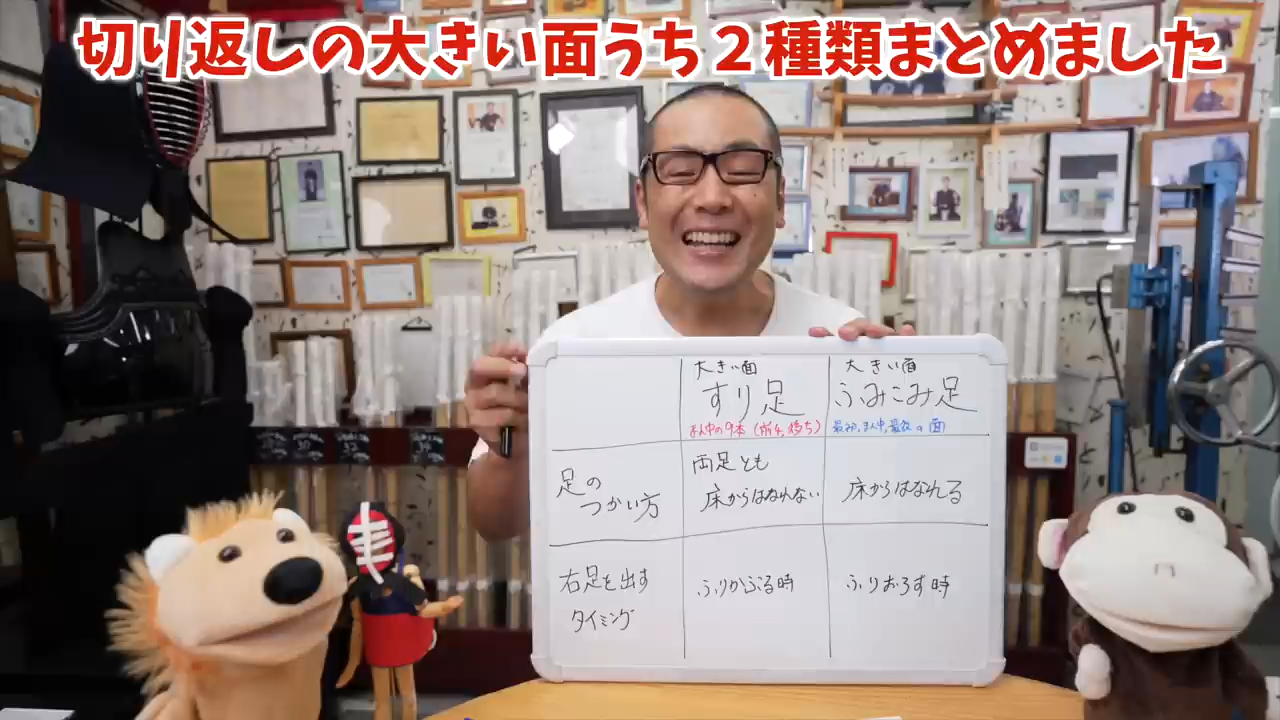 切り返しの大きい面うち２種類まとめました
大きい面
すり足
まん中の9本(前4,後5)
大きい面
ふみこみ足
最初,まん中,最後の面
足の
つかい方
両足とも
床からはなれない
床からはなれる
右足を出す
タイミング
ふりかぶる時
ふりおろす時